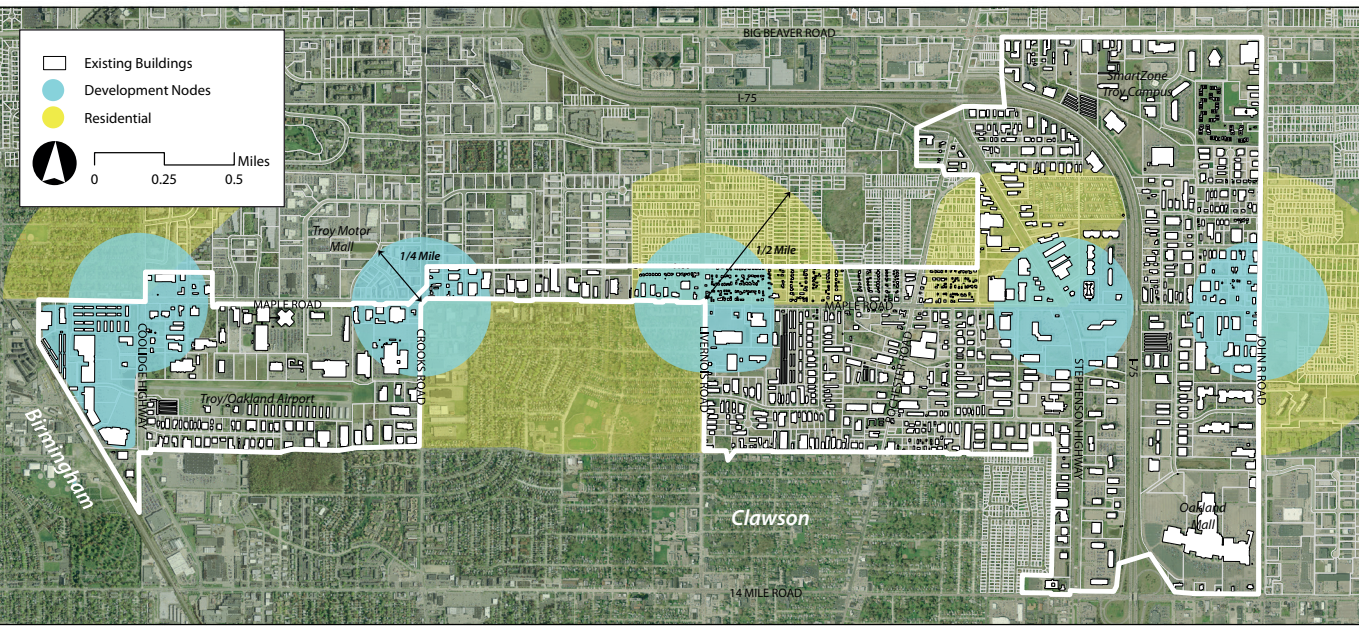 BIG BEAVER ROAD
Existing Buildings
Development Nodes
Residential
Miles
0 0.25 0.5
SmartZone
Troy Campus
I-75
Troy Motor
Mall
1/4 Mile
1/2 Mile
MAPLE ROAD
MAPLE ROAD
COOLIDGE HIGHWAY
CROOKS ROAD
LIVERNOIS ROAD
ROCHESTER ROAD
STEPHENSON HIGHWAY
I-75
JOHN R ROAD
Troy/Oakland Airport
Birmingham
Clawson
Oakland
Mall
14 MILE ROAD